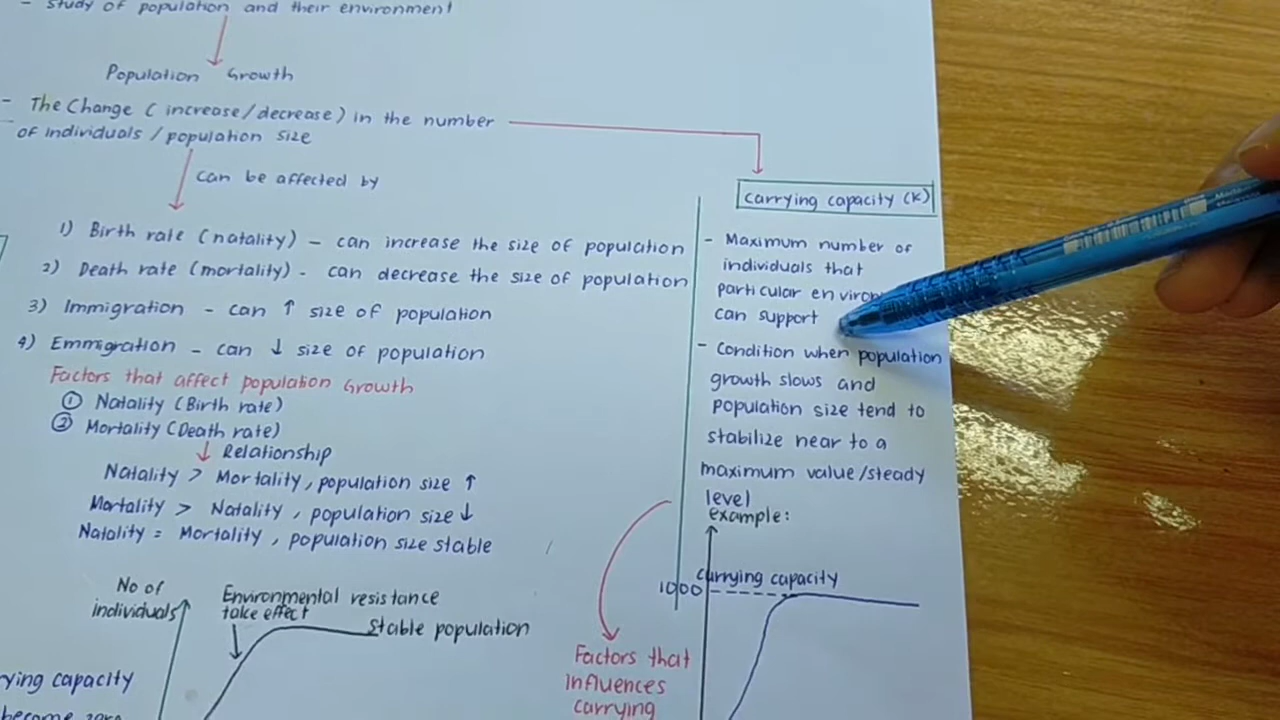 - Study of population and their environment
Population Growth
- The Change (increase/decrease) in the number
of individuals/population size
can be affected by
1) Birth rate (natality) - can increase the size of population
2) Death rate (mortality) - can decrease the size of population
3) Immigration - can ↑ size of population
4) Emmigration - can ↓ size of population
Factors that affect population Growth
① Natality (Birth rate)
② Mortality (Death rate)
↓ Relationship
Natality > Mortality, population size ↑
Mortality > Natality, population size ↓
Natality = Mortality, population size stable
No of
individuals
Environmental resistance
take effect
Stable population
rying capacity
become zero
Carrying capacity (K)
- Maximum number of
individuals that
particular environ
can support
- Condition when population
growth slows and
population size tend to
stabilize near to a
maximum value/steady
level
example:
carrying capacity
1000
Factors that
influences
carrying